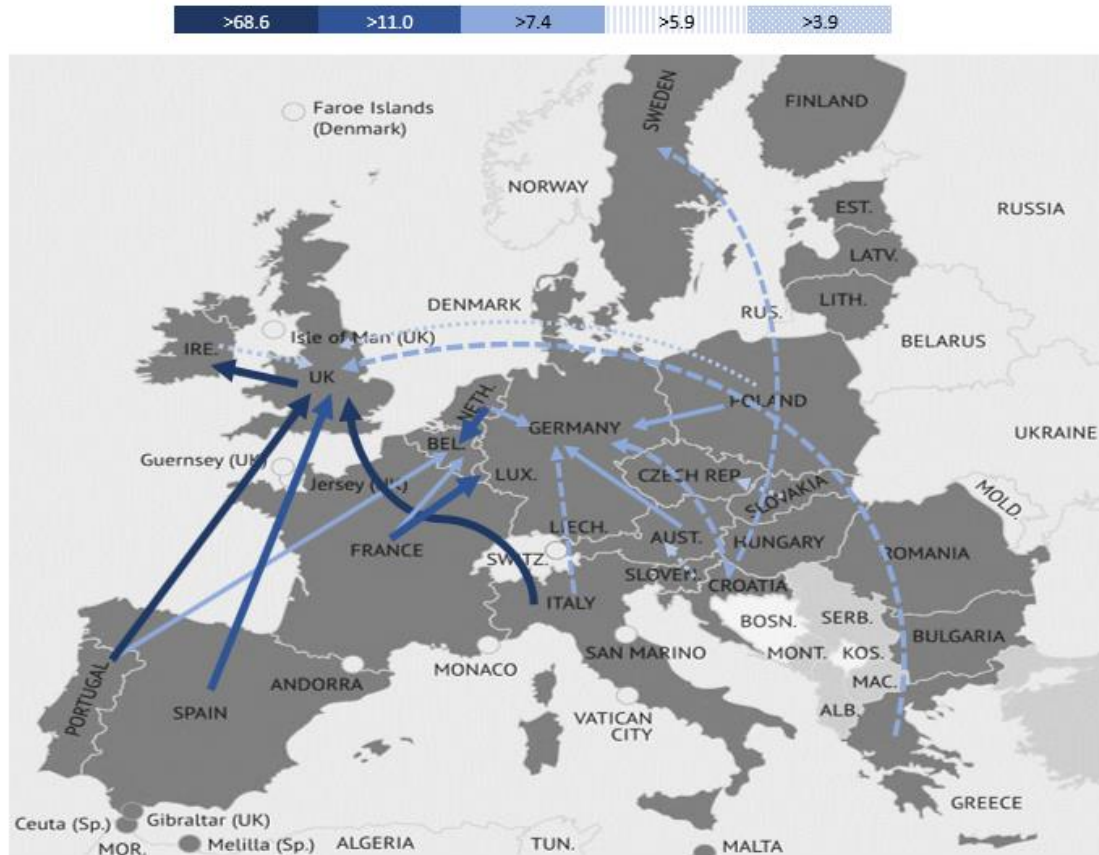 >68.6 >11.0 >7.4 >5.9 >3.9
FINLAND
SWEDEN
Faroe Islands
(Denmark)
NORWAY
RUSSIA
EST.
LATV.
LITH.
DENMARK
RUS.
BELARUS
Isle of Man (UK)
IRE.
UK
NETH.
POLAND
GERMANY
BEL.
UKRAINE
Guernsey (UK)
Jersey (UK)
LUX.
CZECH REP.
SLOVAKIA
MOLD.
LIECH.
AUST.
HUNGARY
FRANCE
SWITZ.
ROMANIA
SLOVEN.
CROATIA
ITALY
BOSN.
SERB.
BULGARIA
MONACO
SAN MARINO
MONT.
KOS.
ANDORRA
MAC.
PORTUGAL
SPAIN
VATICAN
CITY
ALB.
GREECE
Ceuta (Sp.)
Gibraltar (UK)
MOR.
Melilla (Sp.)
ALGERIA
TUN.
MALTA